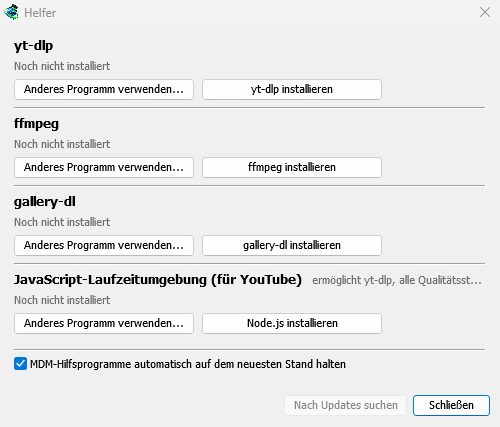 Helfer
yt-dlp
Noch nicht installiert
Anderes Programm verwenden... yt-dlp installieren
ffmpeg
Noch nicht installiert
Anderes Programm verwenden... ffmpeg installieren
gallery-dl
Noch nicht installiert
Anderes Programm verwenden... gallery-dl installieren
JavaScript-Laufzeitumgebung (für YouTube) ermöglicht yt-dlp, alle Qualitätsst...
Noch nicht installiert
Anderes Programm verwenden... Node.js installieren
MDM-Hilfsprogramme automatisch auf dem neuesten Stand halten
Nach Updates suchen Schließen